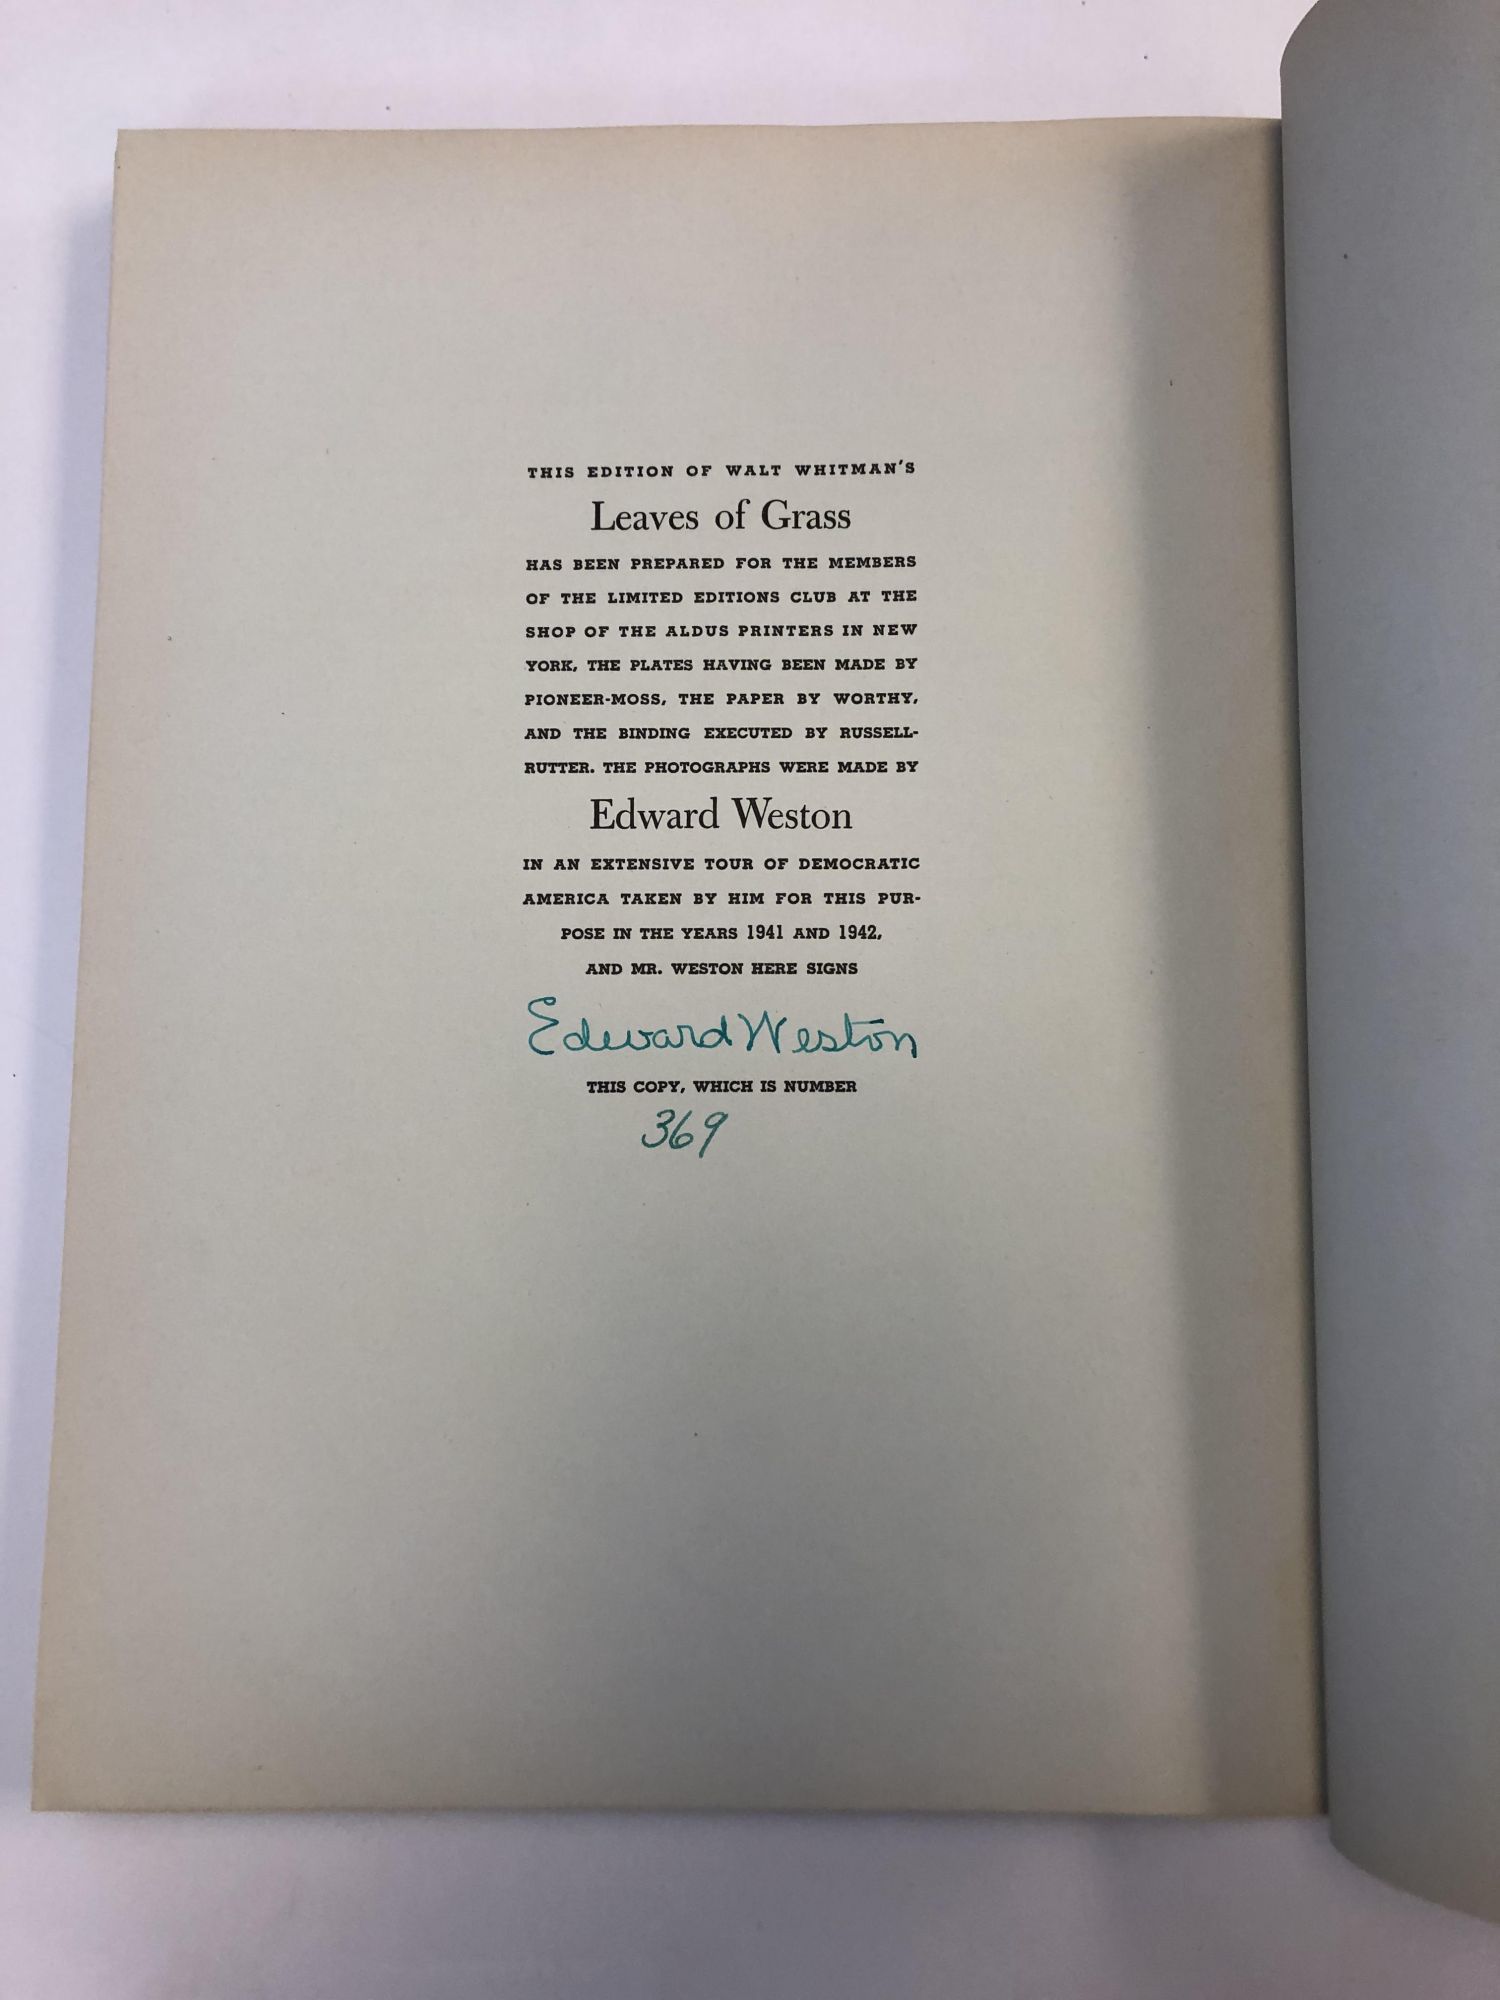 THIS EDITION OF WALT WHITMAN'S
Leaves of Grass
HAS BEEN PREPARED FOR THE MEMBERS
OF THE LIMITED EDITIONS CLUB AT THE
SHOP OF THE ALDUS PRINTERS IN NEW
YORK, THE PLATES HAVING BEEN MADE BY
PIONEER-MOSS, THE PAPER BY WORTHY,
AND THE BINDING EXECUTED BY RUSSELL-
RUTTER. THE PHOTOGRAPHS WERE MADE BY
Edward Weston
IN AN EXTENSIVE TOUR OF DEMOCRATIC
AMERICA TAKEN BY HIM FOR THIS PUR-
POSE IN THE YEARS 1941 AND 1942,
AND MR. WESTON HERE SIGNS
Edward Weston
THIS COPY, WHICH IS NUMBER
369